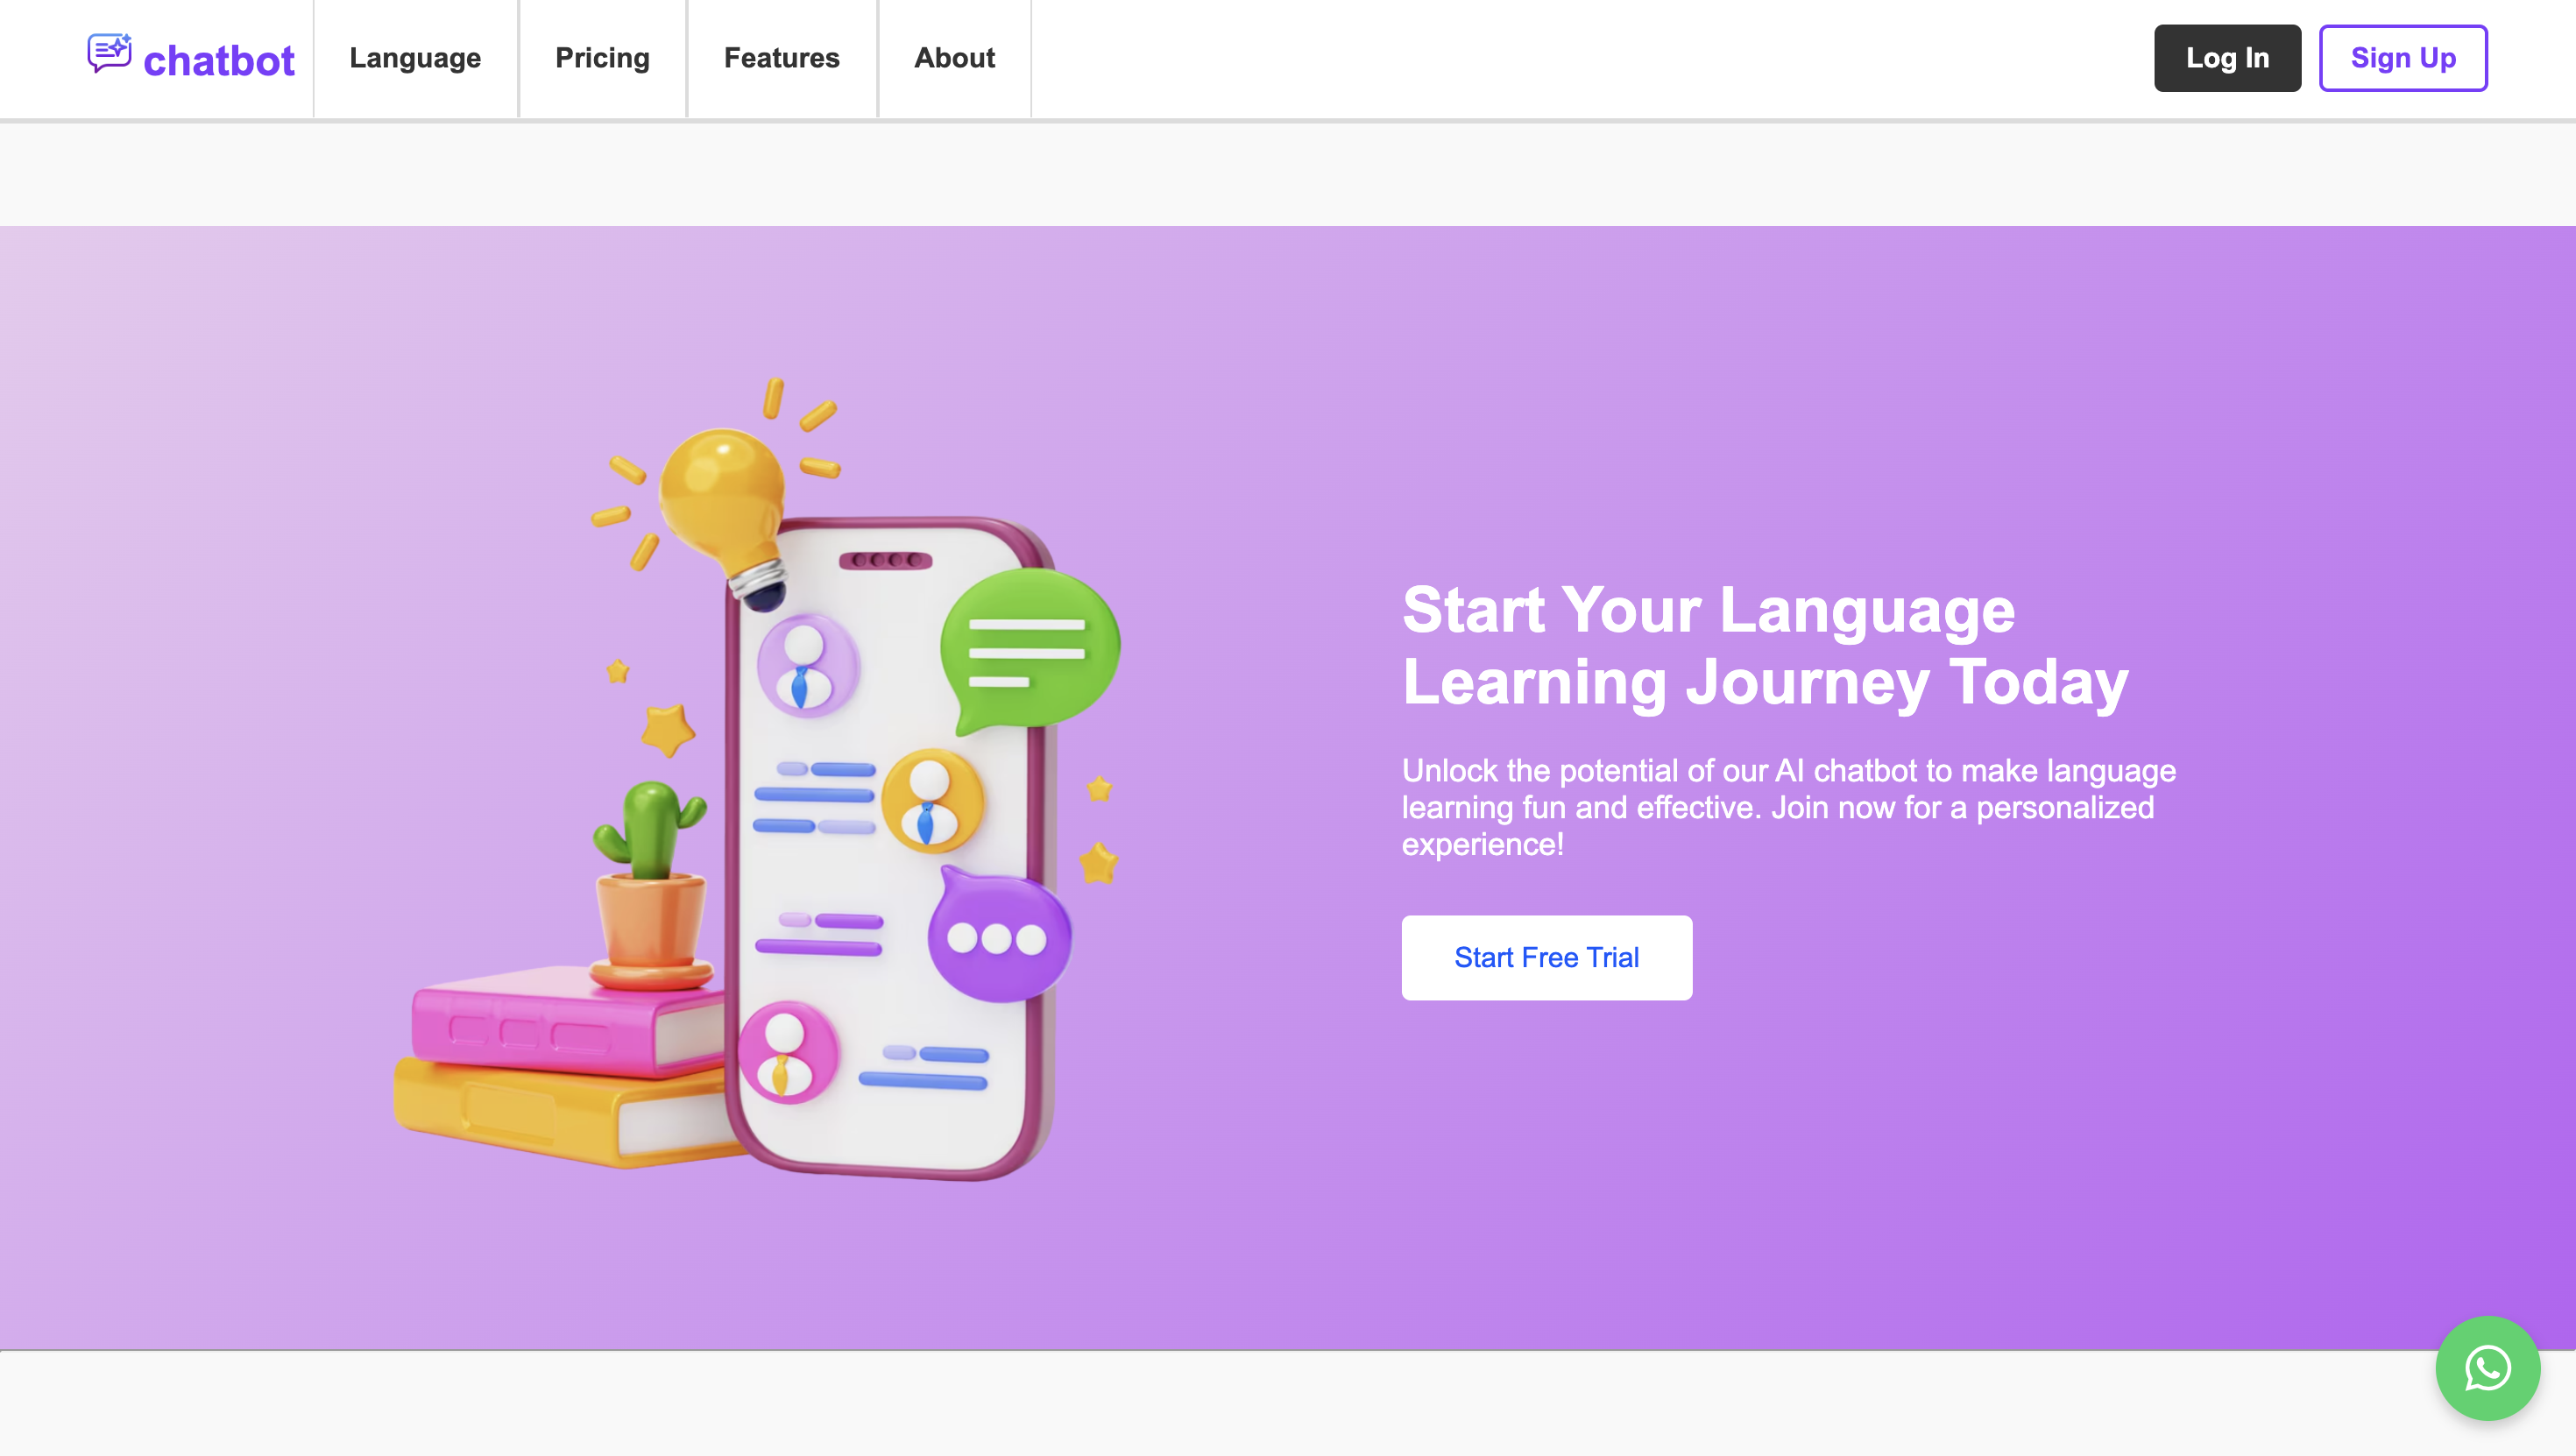 chatbot
Language
Pricing
Features
About
Log In
Sign Up
Start Your Language
Learning Journey Today
Unlock the potential of our AI chatbot to make language
learning fun and effective. Join now for a personalized
experience!
Start Free Trial